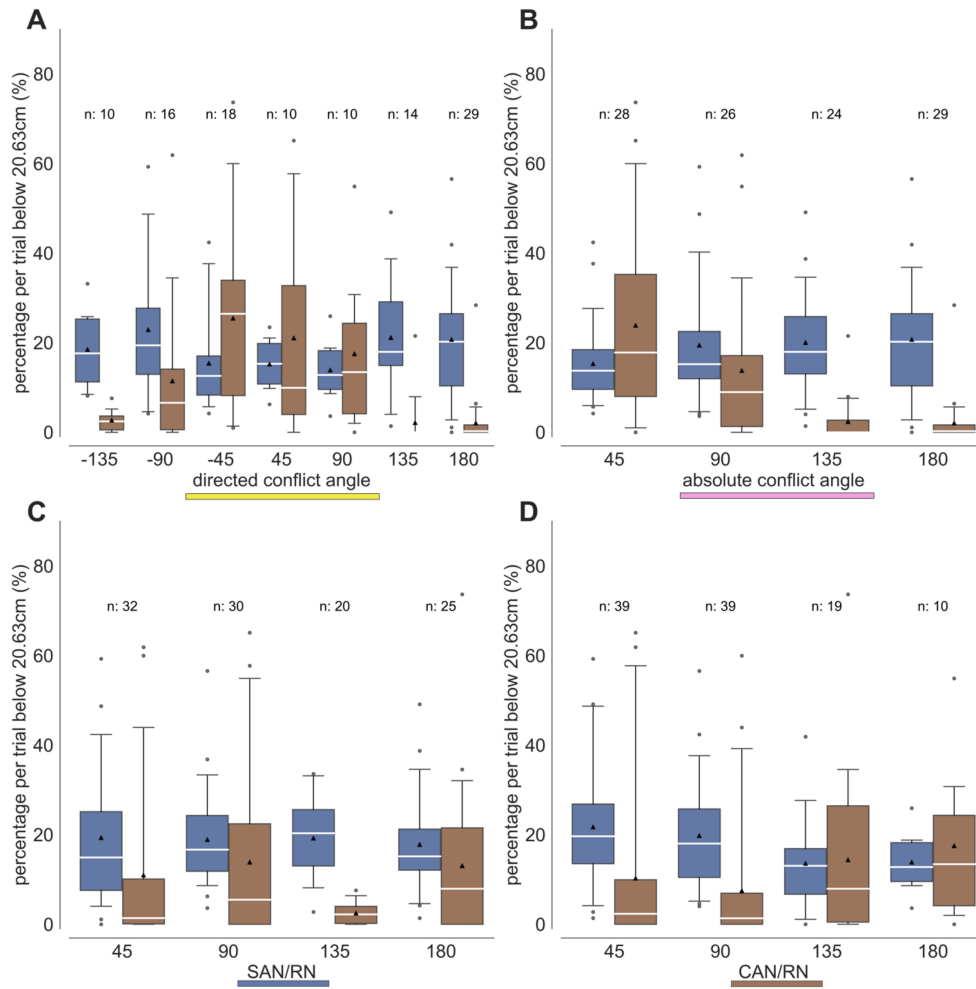 A
B
percentage per trial below 20.63cm (%)
80
60
40
20
0
n: 10 n: 16 n: 18 n: 10 n: 10 n: 14 n: 29
-135 -90 -45 45 90 135 180
directed conflict angle
percentage per trial below 20.63cm (%)
80
60
40
20
0
n: 28 n: 26 n: 24 n: 29
45 90 135 180
absolute conflict angle
C
D
percentage per trial below 20.63cm (%)
80
60
40
20
0
n: 32 n: 30 n: 20 n: 25
45 90 135 180
SAN/RN
percentage per trial below 20.63cm (%)
80
60
40
20
0
n: 39 n: 39 n: 19 n: 10
45 90 135 180
CAN/RN